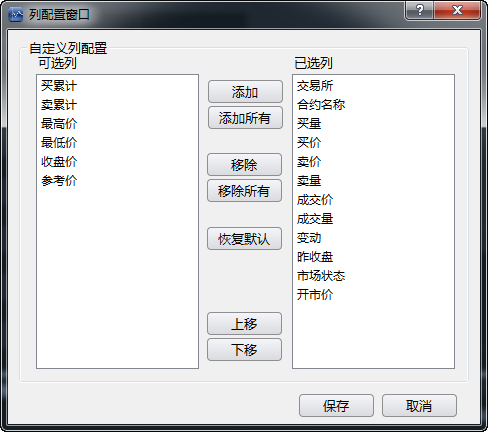 列配置窗口
自定义列配置
可选列
买累计
卖累计
最高价
最低价
收盘价
参考价
添加
添加所有
移除
移除所有
恢复默认
上移
下移
已选列
交易所
合约名称
买量
买价
卖价
卖量
成交价
成交量
变动
昨收盘
市场状态
开市价
保存
取消